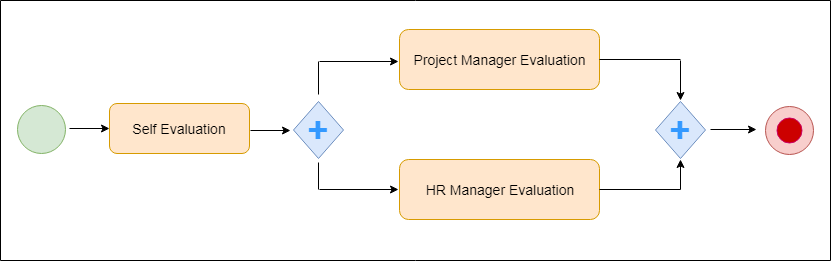 Project Manager Evaluation
Self Evaluation
HR Manager Evaluation